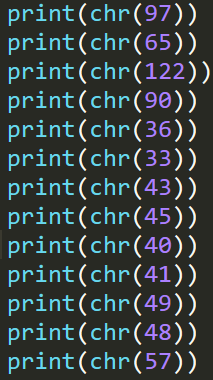 print(chr(97))
print(chr(65))
print(chr(122))
print(chr(90))
print(chr(36))
print(chr(33))
print(chr(43))
print(chr(45))
print(chr(40))
print(chr(41))
print(chr(49))
print(chr(48))
print(chr(57))